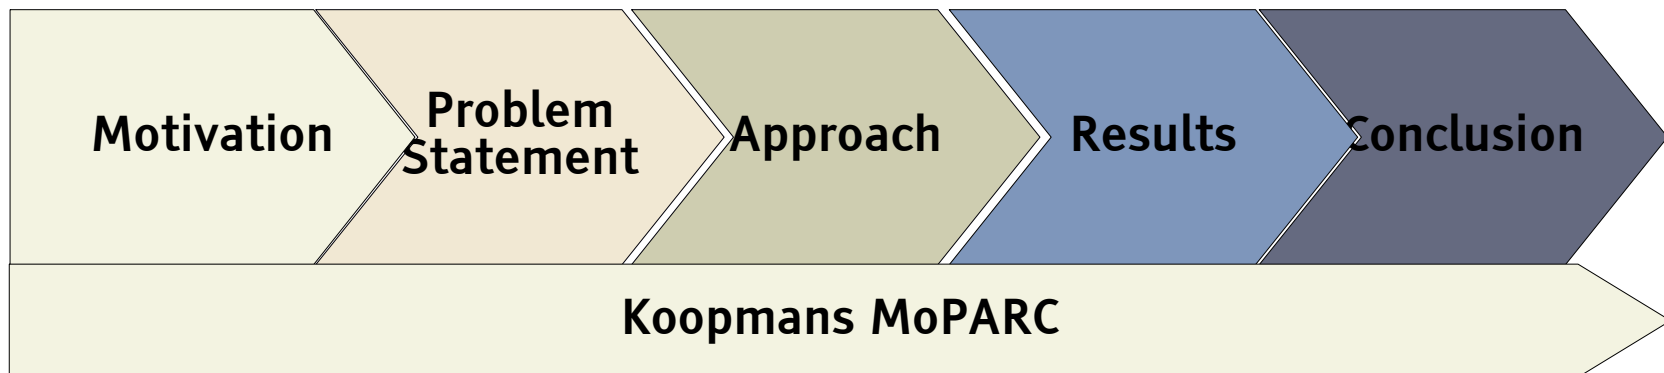 Motivation
Problem
Statement
Approach
Results
Conclusion
Koopmans MoPARC